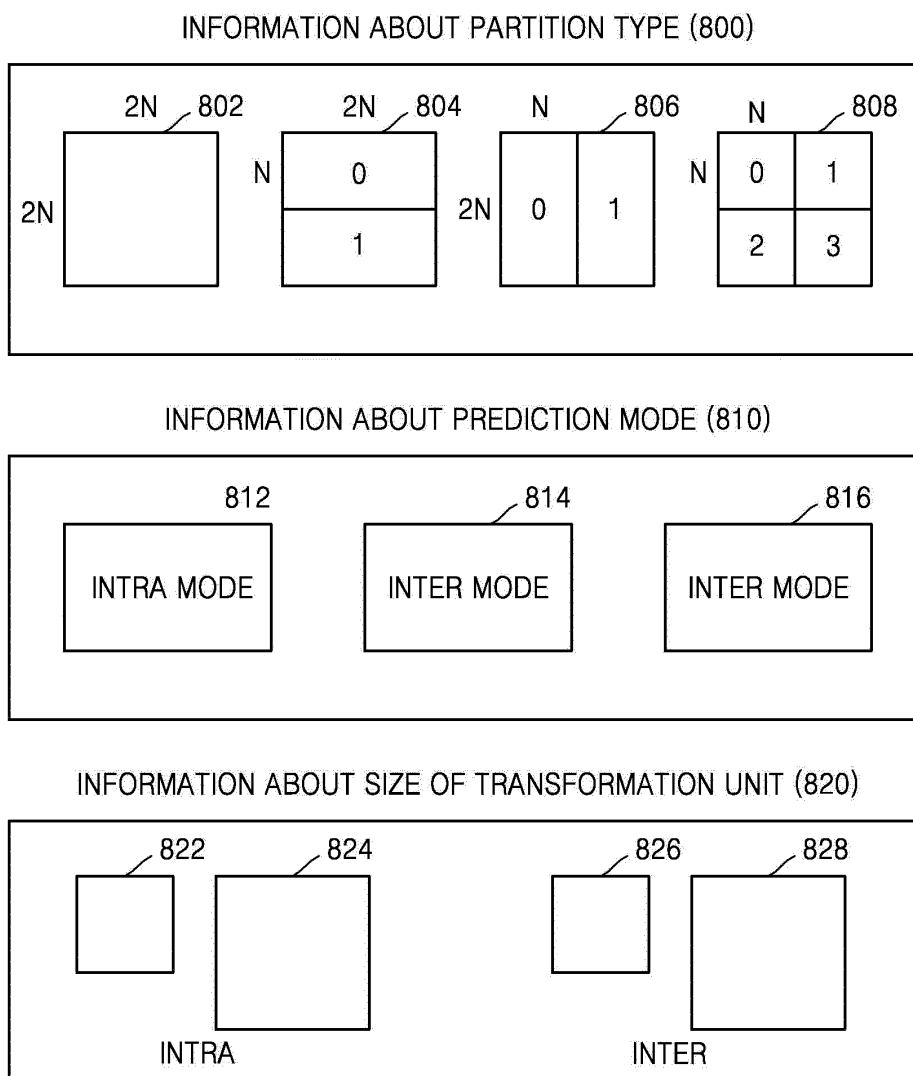 INFORMATION ABOUT PARTITION TYPE (800)
2N 802 2N 804 N 806 N 808
2N N 0 1 2N 0 1 N 0 1 2 3
INFORMATION ABOUT PREDICTION MODE (810)
812 814 816
INTRA MODE INTER MODE INTER MODE
INFORMATION ABOUT SIZE OF TRANSFORMATION UNIT (820)
822 824 826 828
INTRA INTER